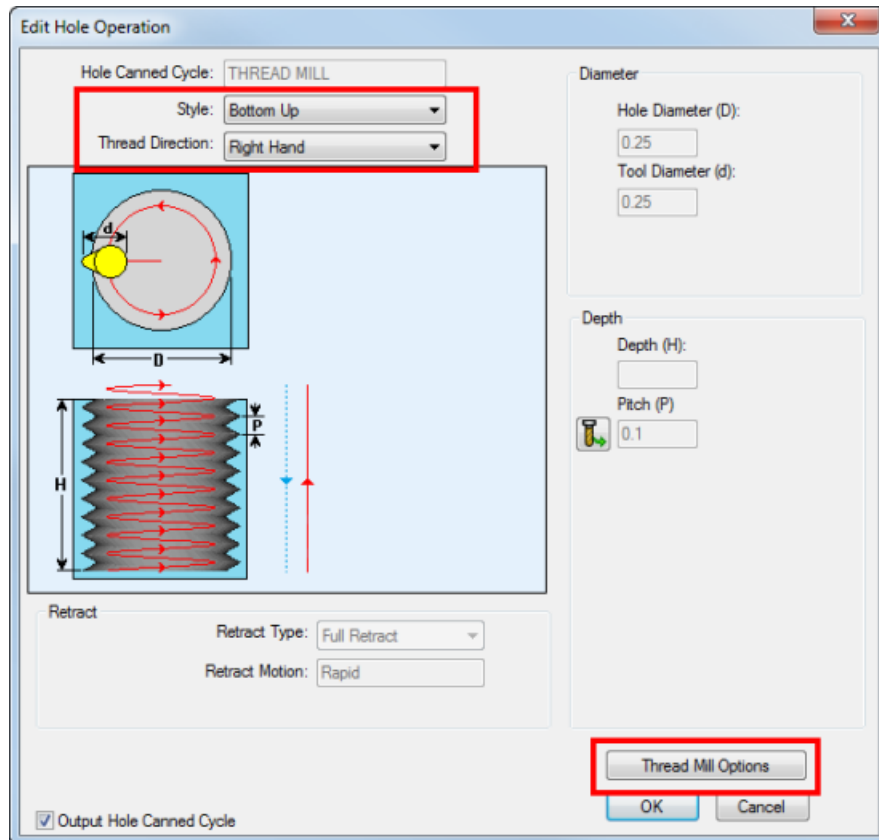 Edit Hole Operation
Hole Canned Cycle: THREAD MILL
Style: Bottom Up
Thread Direction: Right Hand
d
D
P
H
Diameter
Hole Diameter (D):
0.25
Tool Diameter (d):
0.25
Depth
Depth (H):
Pitch (P)
0.1
Retract
Retract Type: Full Retract
Retract Motion: Rapid
Thread Mill Options
OK Cancel
Output Hole Canned Cycle